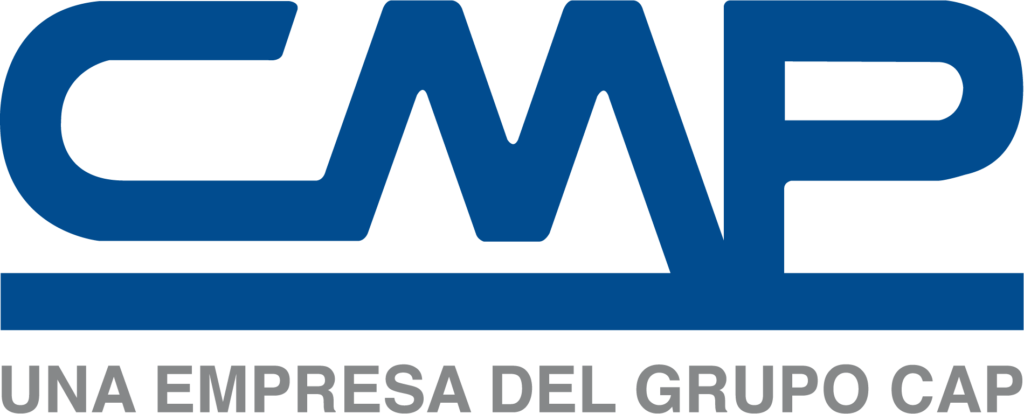 CMP
UNA EMPRESA DEL GRUPO CAP